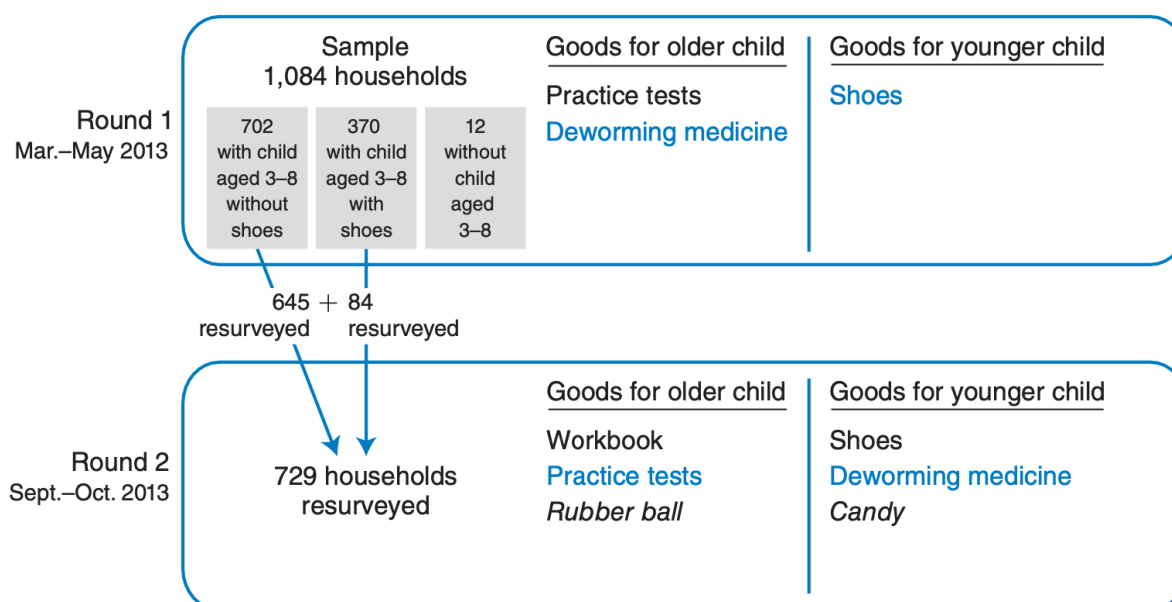 Sample
1,084 households
Goods for older child
Goods for younger child
Round 1
Mar.–May 2013
702
with child
aged 3–8
without
shoes
370
with child
aged 3–8
with
shoes
12
without
child
aged
3–8
Practice tests
Deworming medicine
Shoes
645 + 84
resurveyed resurveyed
Round 2
Sept.–Oct. 2013
729 households
resurveyed
Goods for older child
Goods for younger child
Workbook
Practice tests
Rubber ball
Shoes
Deworming medicine
Candy